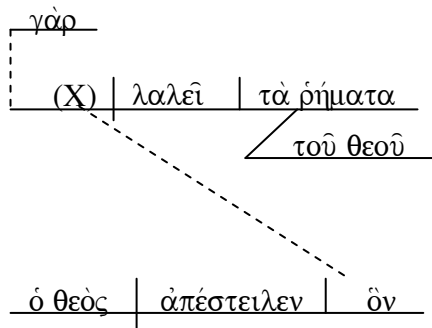 γὰρ
(X) λαλεῖ τὰ ῥήματα
τοῦ θεοῦ
ὁ θεὸς ἀπέστειλεν ὃν